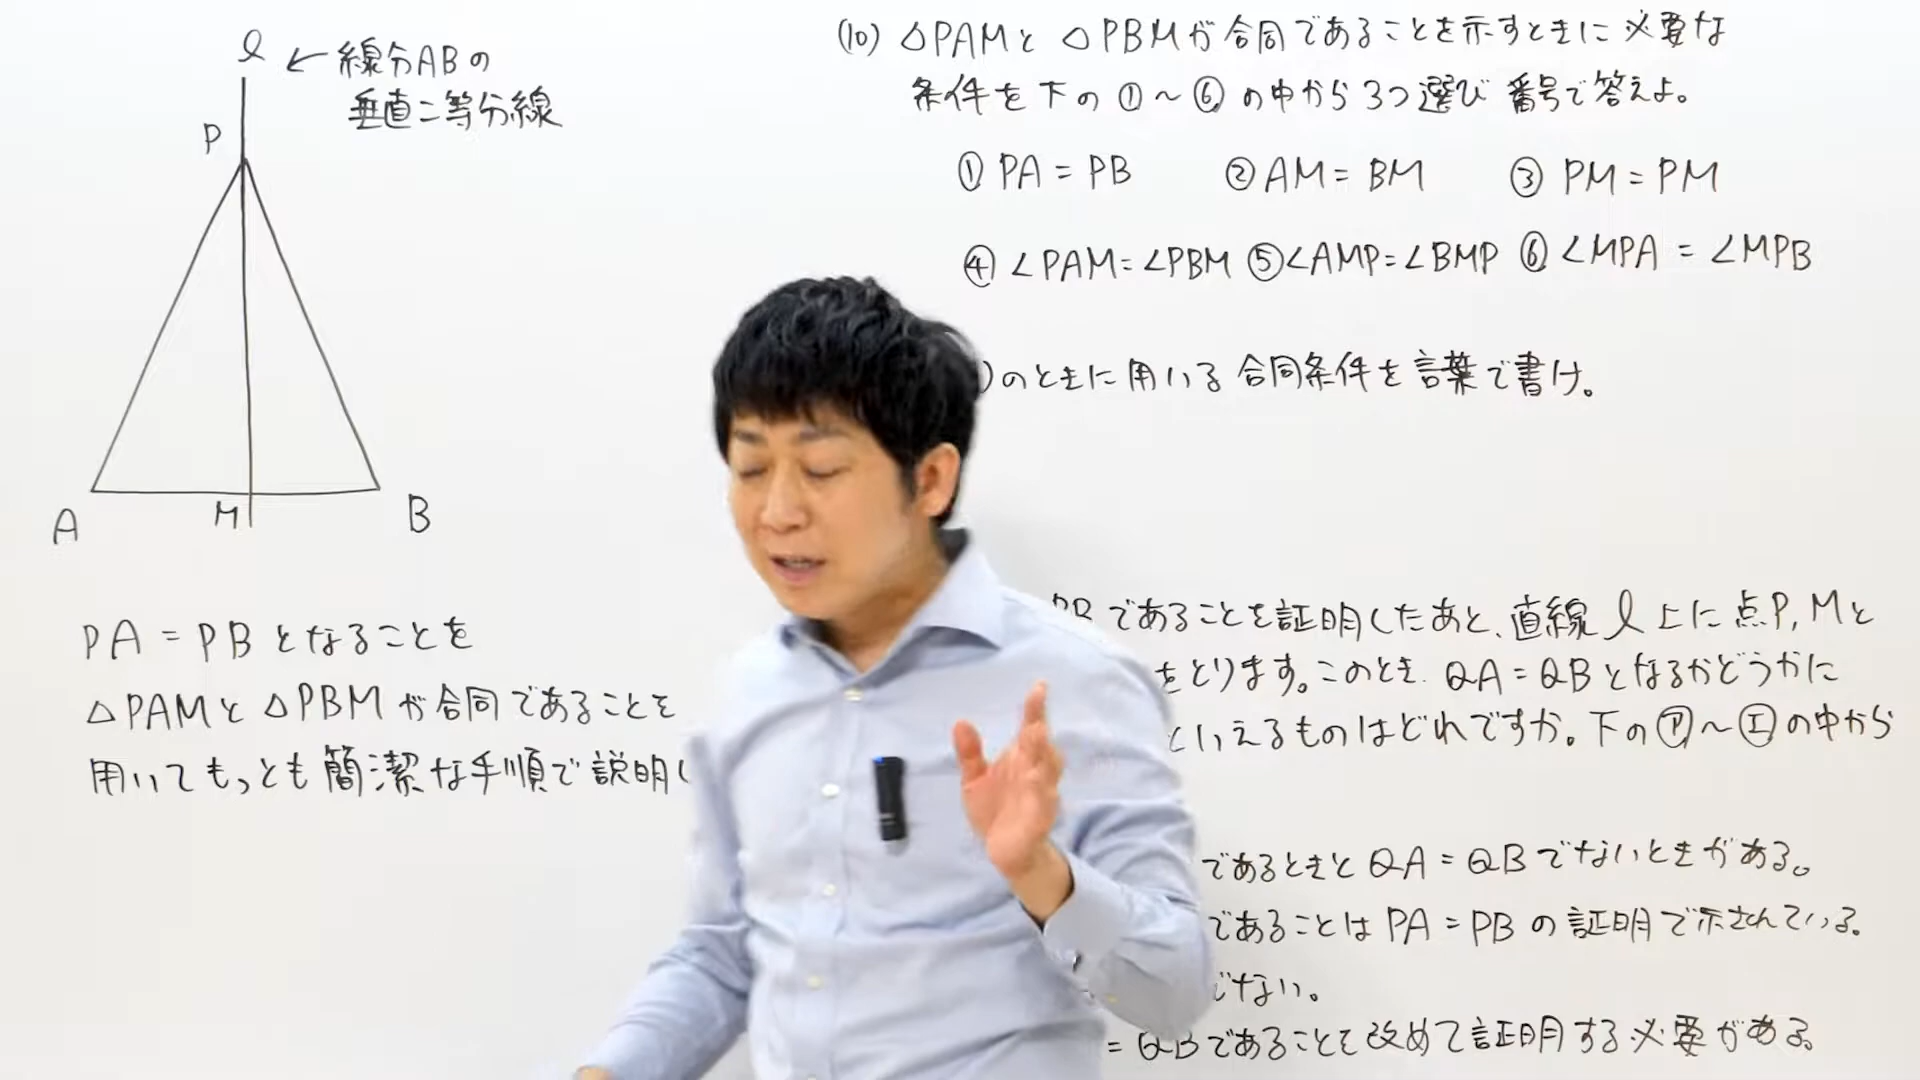 l ← 線分ABの
垂直二等分線
P
A
M
B
PA = PB となることを
△PAMと △PBM が合同であることを
用いてもっとも簡潔な手順で説明し
(10) △PAMと △PBMが合同であることを示すときに必要な
条件を下の①～⑥の中から3つ選び番号で答えよ。
① PA = PB ② AM = BM ③ PM = PM
④ ∠PAM = ∠PBM ⑤ ∠AMP = ∠BMP ⑥ ∠MPA = ∠MPB
)のときに用いる合同条件を言葉で書け。
であることを証明したあと、直線l上に点P, Mと
をとります。このとき. QA = QBとなるかどうかに
いえるものはどれですか。下の㋐～㋓の中から
であるときと QA = QBでないときがある。
であることは PA = PB の証明で示されている。
でない。
= QBであることを改めて証明する必要がある。